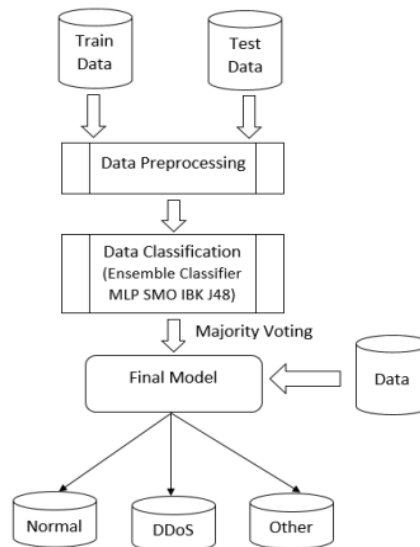 Train
Data
Test
Data
Data Preprocessing
Data Classification
(Ensemble Classifier
MLP SMO IBK J48)
Majority Voting
Final Model
Data
Normal
DDoS
Other